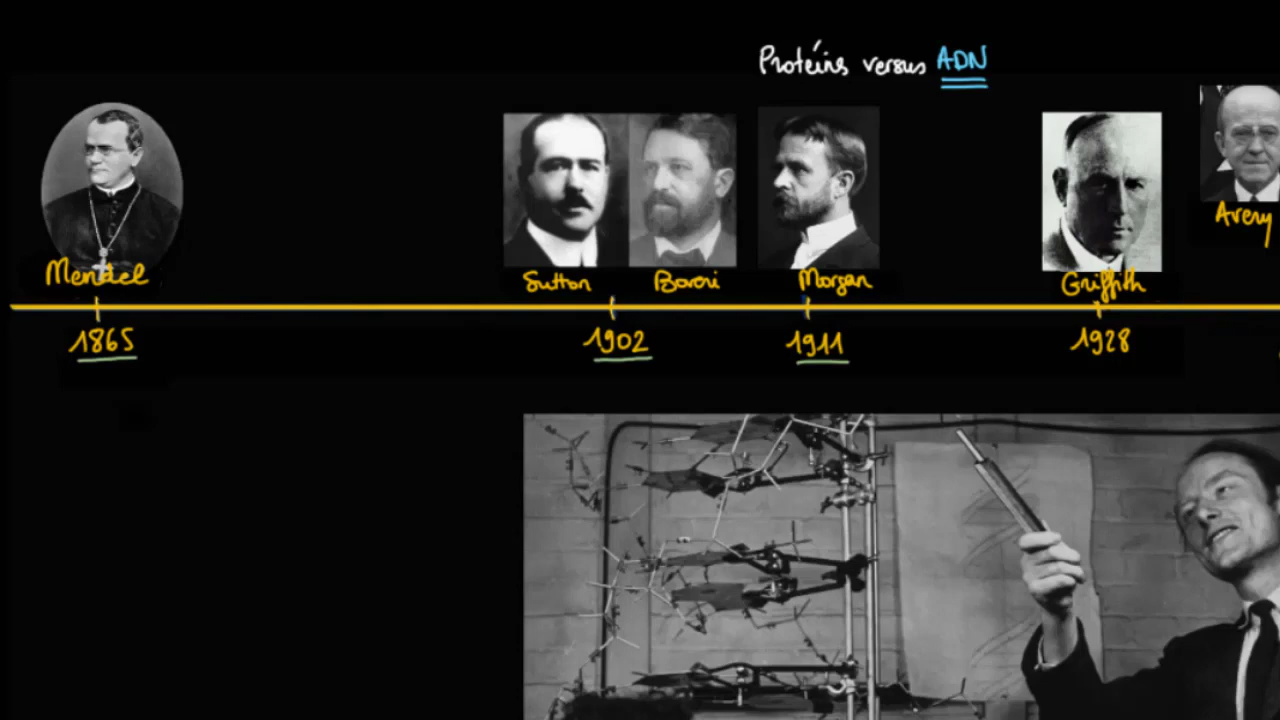 Protéins versus ADN
Avery
Mendel
Sutton
Boveri
Morgan
Griffith
1865
1902
1911
1928